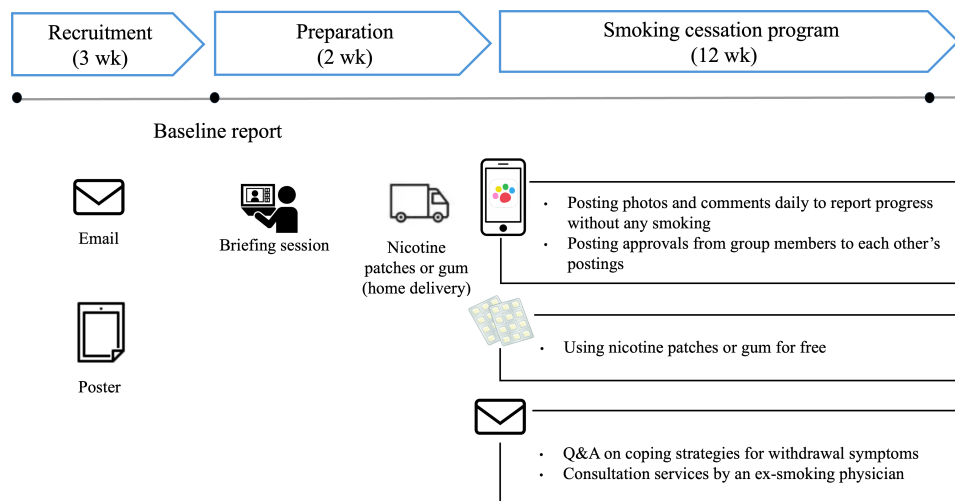 Recruitment
(3 wk)
Preparation
(2 wk)
Smoking cessation program
(12 wk)
Baseline report
Email
Poster
Briefing session
Nicotine
patches or gum
(home delivery)
• Posting photos and comments daily to report progress
without any smoking
• Posting approvals from group members to each other’s
postings
• Using nicotine patches or gum for free
• Q&A on coping strategies for withdrawal symptoms
• Consultation services by an ex-smoking physician